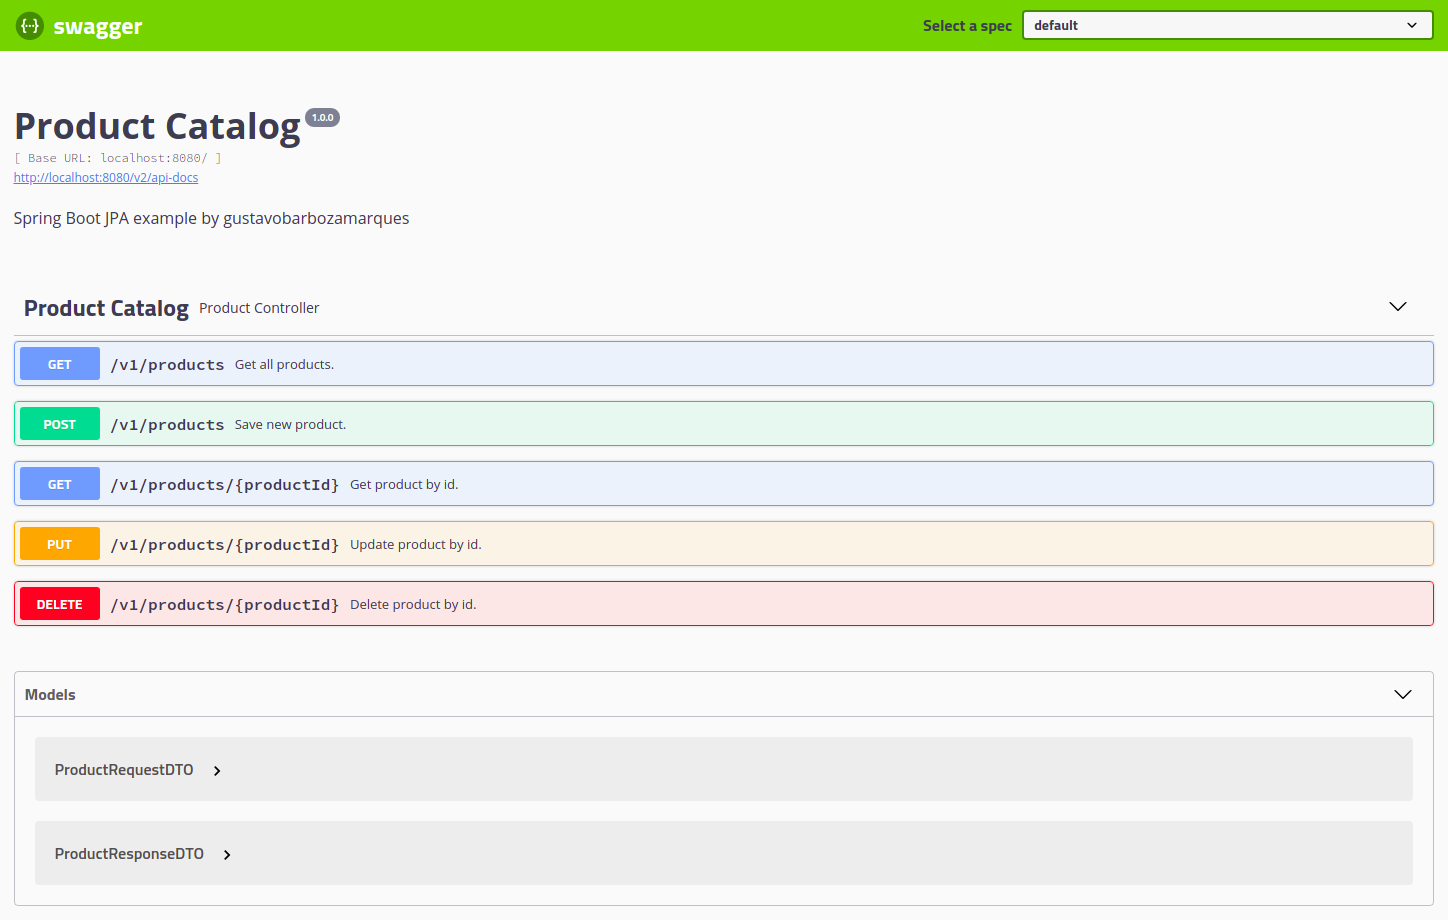 {···} swagger
Select a spec default
Product Catalog 1.0.0
[ Base URL: localhost:8080/ ]
http://localhost:8080/v2/api-docs
Spring Boot JPA example by gustavobarbozamarques
Product Catalog Product Controller
GET /v1/products Get all products.
POST /v1/products Save new product.
GET /v1/products/{productId} Get product by id.
PUT /v1/products/{productId} Update product by id.
DELETE /v1/products/{productId} Delete product by id.
Models
ProductRequestDTO
ProductResponseDTO